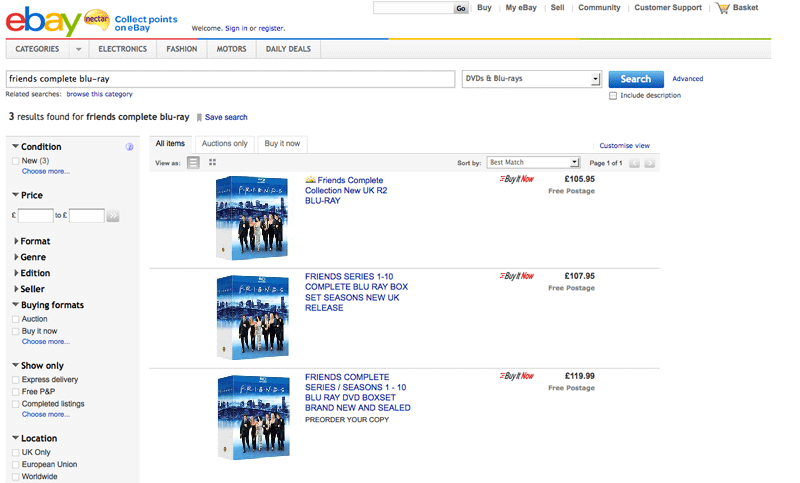 ebay
nectar
Collect points
on eBay
Welcome. Sign in or register.
Go
Buy
My eBay
Sell
Community
Customer Support
Basket
CATEGORIES
ELECTRONICS
FASHION
MOTORS
DAILY DEALS
friends complete blu-ray
DVDs & Blu-rays
Search
Advanced
Related searches: browse this category
Include description
3 results found for friends complete blu-ray
Save search
Condition
New (3)
Choose more...
Price
£ to £
Format
Genre
Edition
Seller
Buying formats
Auction
Buy it now
Choose more...
Show only
Express delivery
Free P&P
Completed listings
Choose more...
Location
UK Only
European Union
Worldwide
All items
Auctions only
Buy it now
Customise view
View as:
Sort by: Best Match
Page 1 of 1
FRIENDS
Friends Complete
Collection New UK R2
BLU-RAY
Buy It Now
£105.95
Free Postage
FRIENDS
FRIENDS SERIES 1-10
COMPLETE BLU RAY BOX
SET SEASONS NEW UK
RELEASE
Buy It Now
£107.95
Free Postage
FRIENDS
FRIENDS COMPLETE
SERIES / SEASONS 1 - 10
BLU RAY DVD BOXSET
BRAND NEW AND SEALED
PREORDER YOUR COPY
Buy It Now
£119.99
Free Postage